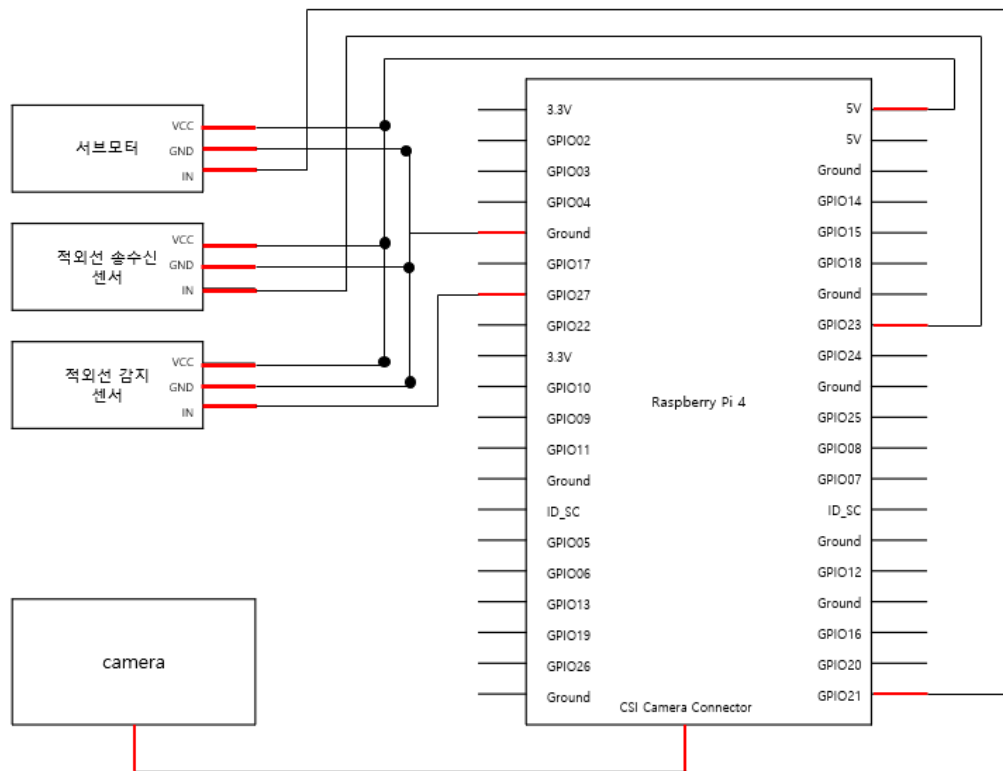 서브모터
VCC
GND
IN
적외선 송수신
센서
VCC
GND
IN
적외선 감지
센서
VCC
GND
IN
camera
3.3V
GPIO02
GPIO03
GPIO04
Ground
GPIO17
GPIO27
GPIO22
3.3V
GPIO10
GPIO09
GPIO11
Ground
ID_SC
GPIO05
GPIO06
GPIO13
GPIO19
GPIO26
Ground
Raspberry Pi 4
CSI Camera Connector
5V
5V
Ground
GPIO14
GPIO15
GPIO18
Ground
GPIO23
GPIO24
Ground
GPIO25
GPIO08
GPIO07
ID_SC
Ground
GPIO12
Ground
GPIO16
GPIO20
GPIO21